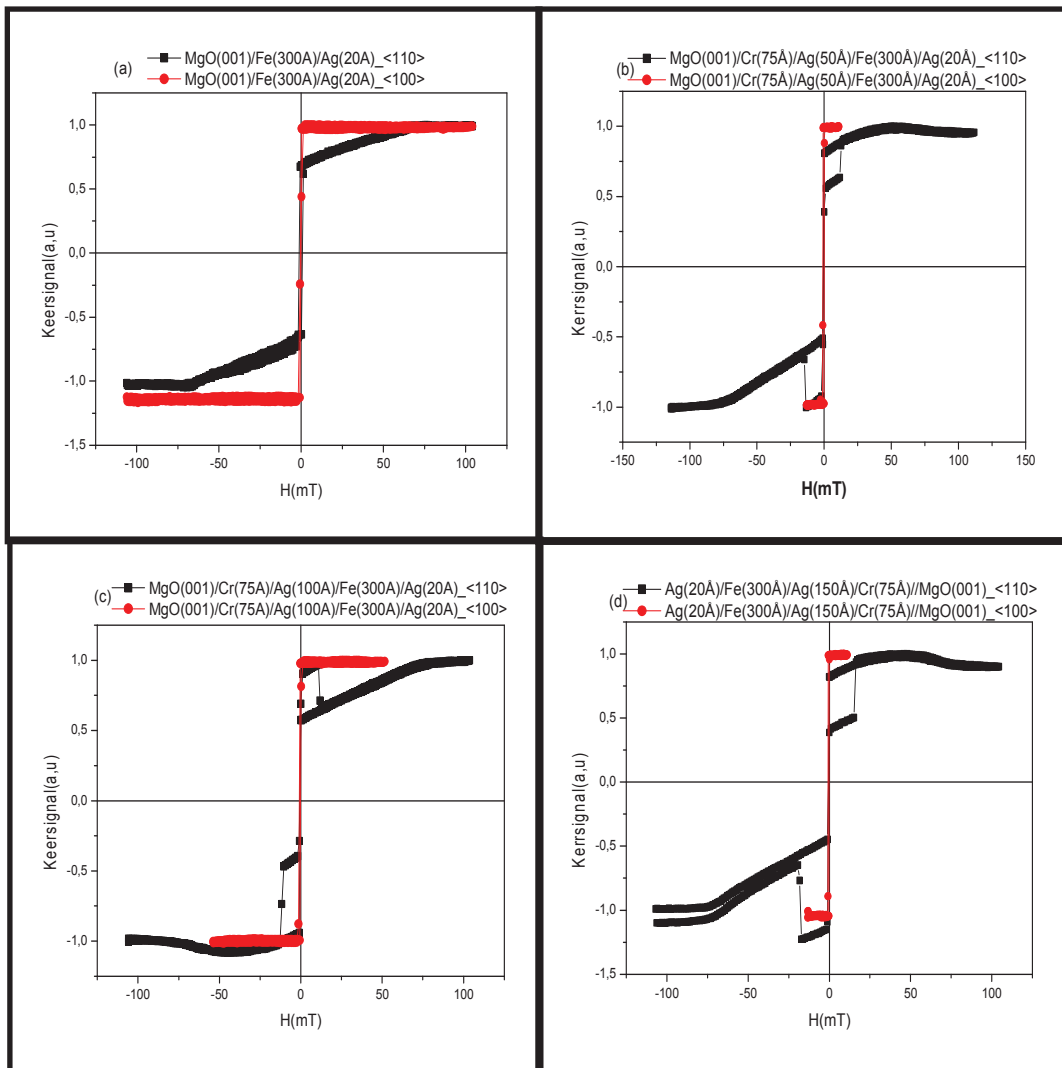 (a)
MgO(001)/Fe(300A)/Ag(20A)_<110>
MgO(001)/Fe(300A)/Ag(20A)_<100>
1,0
0,5
0,0
-0,5
-1,0
-1,5
Keersignal(a,u)
-100 -50 0 50 100
H(mT)
(b)
MgO(001)/Cr(75Å)/Ag(50Å)/Fe(300Å)/Ag(20Å)_<110>
MgO(001)/Cr(75Å)/Ag(50Å)/Fe(300Å)/Ag(20Å)_<100>
1,0
0,5
0,0
-0,5
-1,0
Kerrsignal(a,u)
-150 -100 -50 0 50 100 150
H(mT)
(c)
MgO(001)/Cr(75A)/Ag(100A)/Fe(300A)/Ag(20A)_<110>
MgO(001)/Cr(75A)/Ag(100A)/Fe(300A)/Ag(20A)_<100>
1,0
0,5
0,0
-0,5
-1,0
Keersignal(a,u)
-100 -50 0 50 100
H(mT)
(d)
Ag(20Å)/Fe(300Å)/Ag(150Å)/Cr(75Å)//MgO(001)_<110>
Ag(20Å)/Fe(300Å)/Ag(150Å)/Cr(75Å)//MgO(001)_<100>
1,0
0,5
0,0
-0,5
-1,0
-1,5
Kerrsignal(a,u)
-100 -50 0 50 100
H(mT)